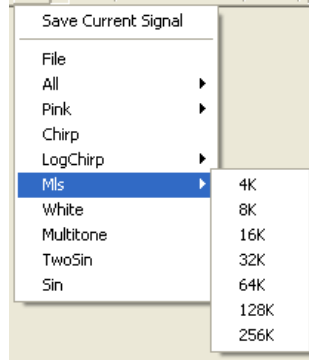 Save Current Signal
File
All
Pink
Chirp
LogChirp
Mls
White
Multitone
TwoSin
Sin
4K
8K
16K
32K
64K
128K
256K